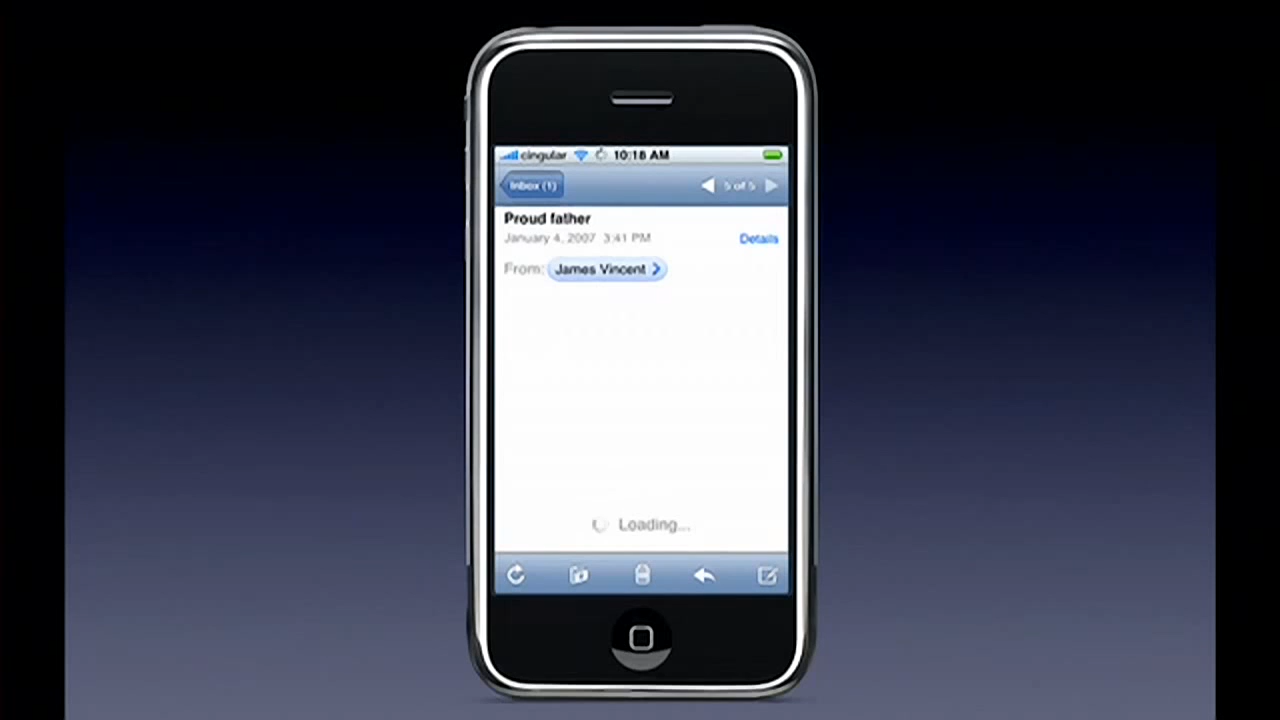 cingular 10:18 AM
Inbox (1) 5 of 5
Proud father
January 4, 2007 3:41 PM Details
From: James Vincent
Loading...